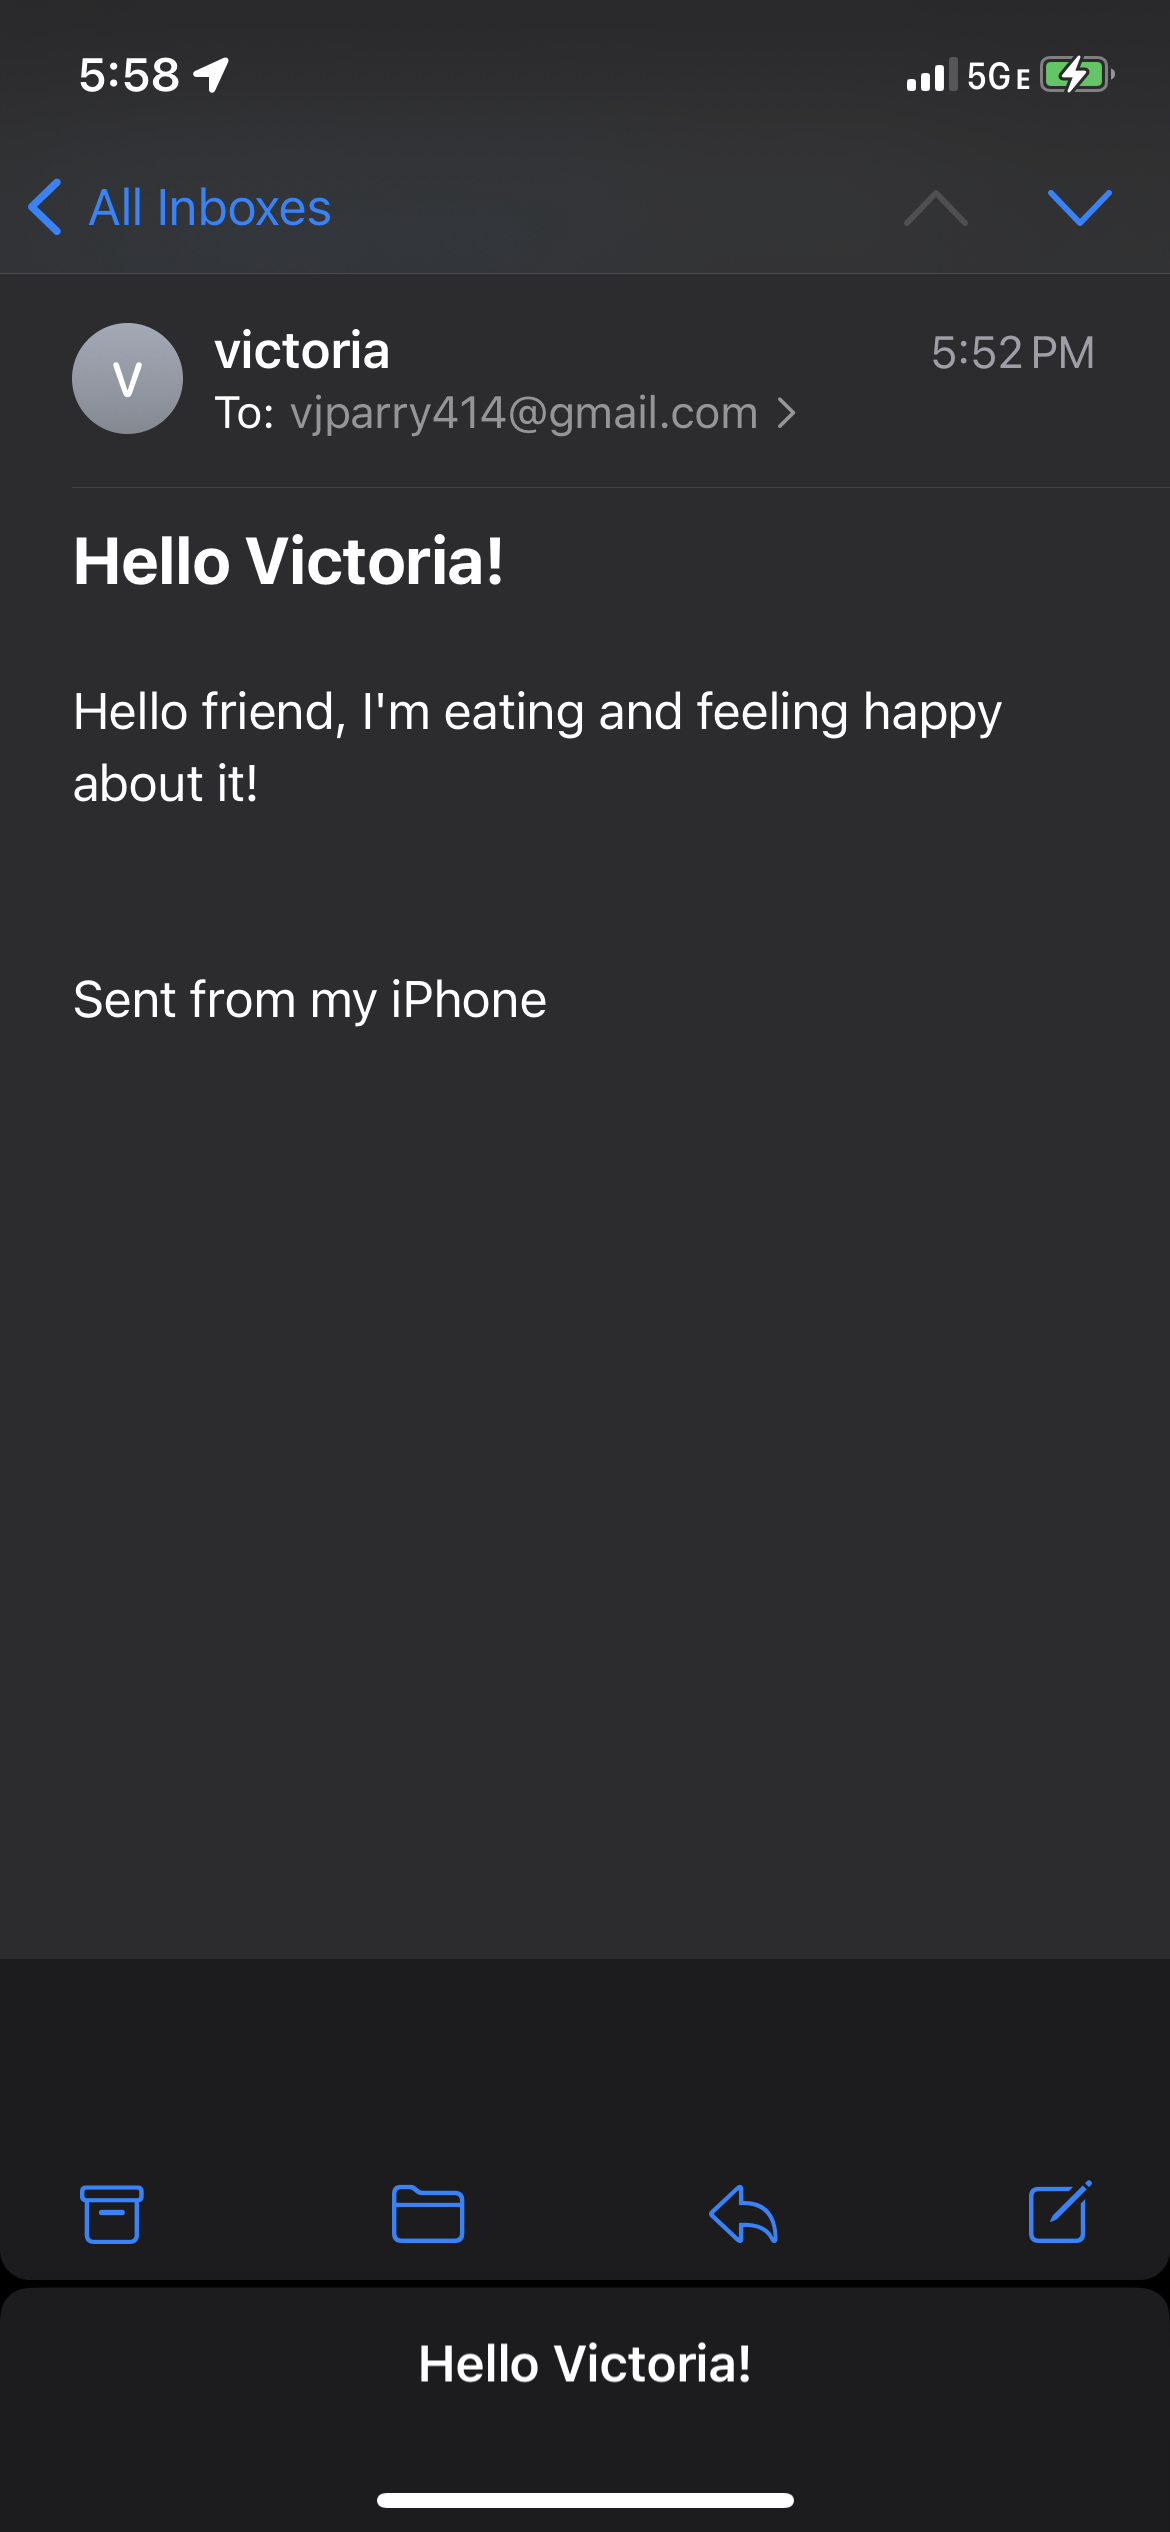 5:58
5G E
All Inboxes
V
victoria
5:52 PM
To: vjparry414@gmail.com
Hello Victoria!
Hello friend, I'm eating and feeling happy
about it!
Sent from my iPhone
Hello Victoria!